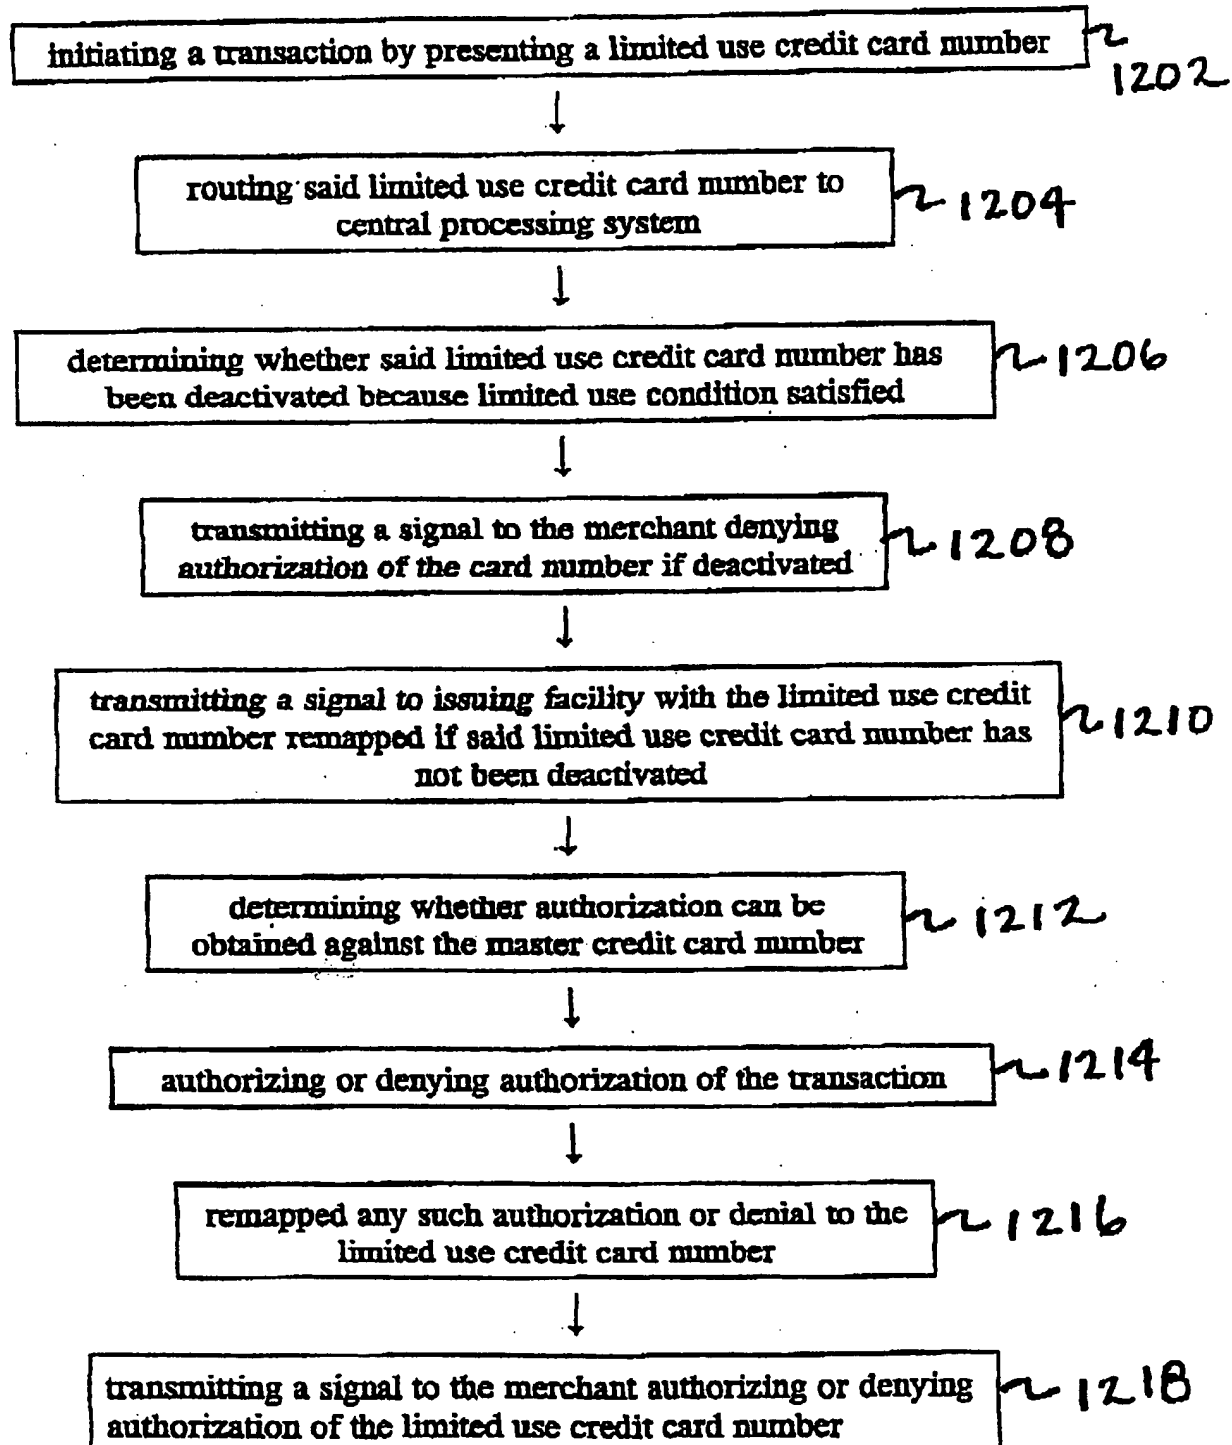 initiating a transaction by presenting a limited use credit card number
1202
routing said limited use credit card number to
central processing system
1204
determining whether said limited use credit card number has
been deactivated because limited use condition satisfied
1206
transmitting a signal to the merchant denying
authorization of the card number if deactivated
1208
transmitting a signal to issuing facility with the limited use credit
card number remapped if said limited use credit card number has
not been deactivated
1210
determining whether authorization can be
obtained against the master credit card number
1212
authorizing or denying authorization of the transaction
1214
remapped any such authorization or denial to the
limited use credit card number
1216
transmitting a signal to the merchant authorizing or denying
authorization of the limited use credit card number
1218